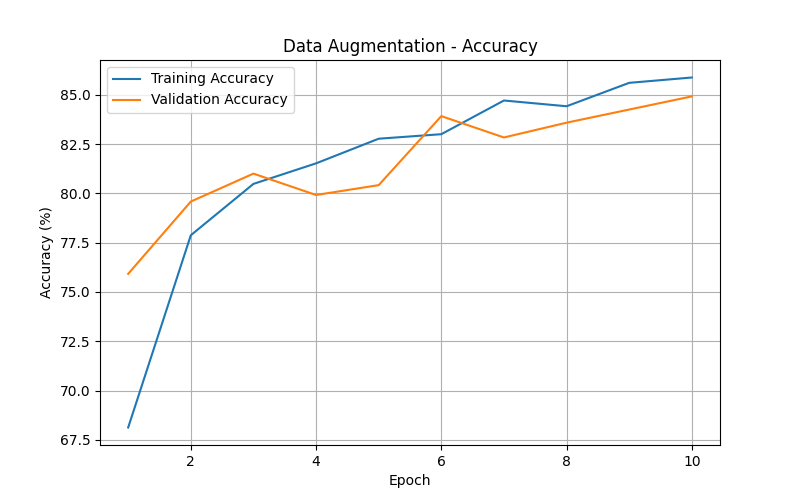 Data Augmentation - Accuracy
Training Accuracy
Validation Accuracy
85.0
82.5
80.0
77.5
75.0
72.5
70.0
67.5
Accuracy (%)
2 4 6 8 10
Epoch